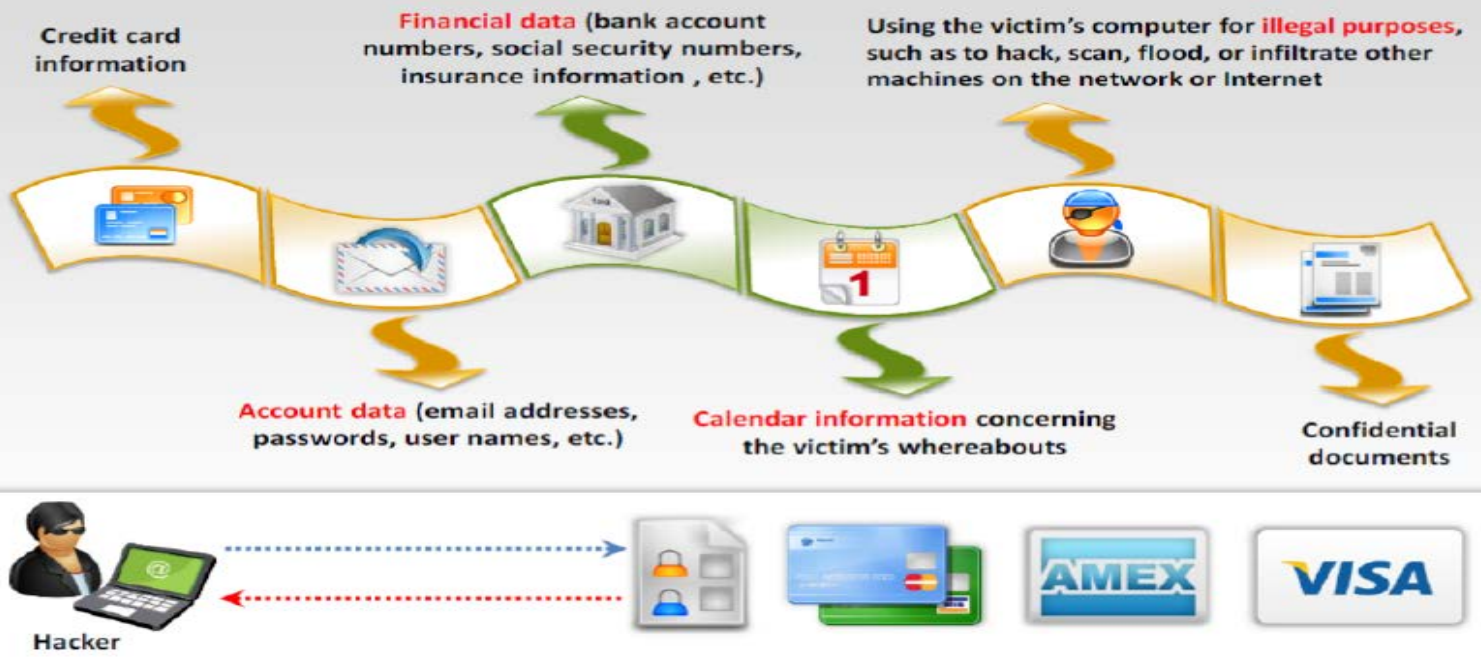 Credit card
information
Financial data (bank account
numbers, social security numbers,
insurance information , etc.)
Using the victim's computer for illegal purposes,
such as to hack, scan, flood, or infiltrate other
machines on the network or Internet
1
Account data (email addresses,
passwords, user names, etc.)
Calendar information concerning
the victim's whereabouts
Confidential
documents
@
Hacker
AMEX
VISA